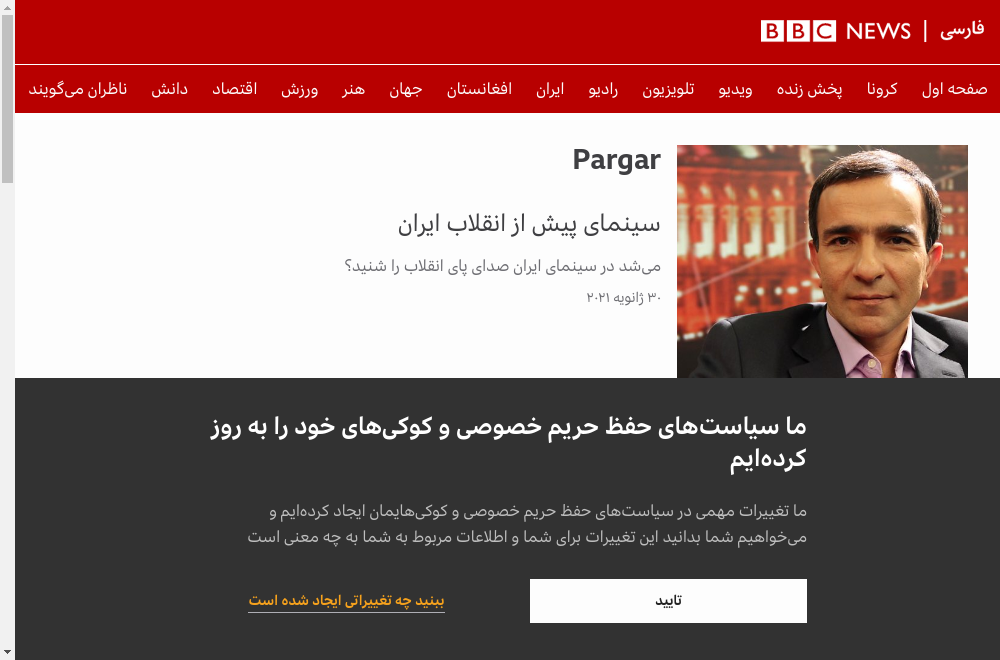 BBC NEWS | فارسی
صفحه اول کرونا پخش زنده ویدیو تلویزیون رادیو ایران افغانستان جهان هنر ورزش اقتصاد دانش ناظران می‌گویند
Pargar
سینمای پیش از انقلاب ایران
می‌شد در سینمای ایران صدای پای انقلاب را شنید؟
۳۰ ژانویه ۲۰۲۱
ما سیاست‌های حفظ حریم خصوصی و کوکی‌های خود را به روز
کرده‌ایم
ما تغییرات مهمی در سیاست‌های حفظ حریم خصوصی و کوکی‌هایمان ایجاد کرده‌ایم و
می‌خواهیم شما بدانید این تغییرات برای شما و اطلاعات مربوط به شما به چه معنی است
تایید
ببنید چه تغییراتی ایجاد شده است